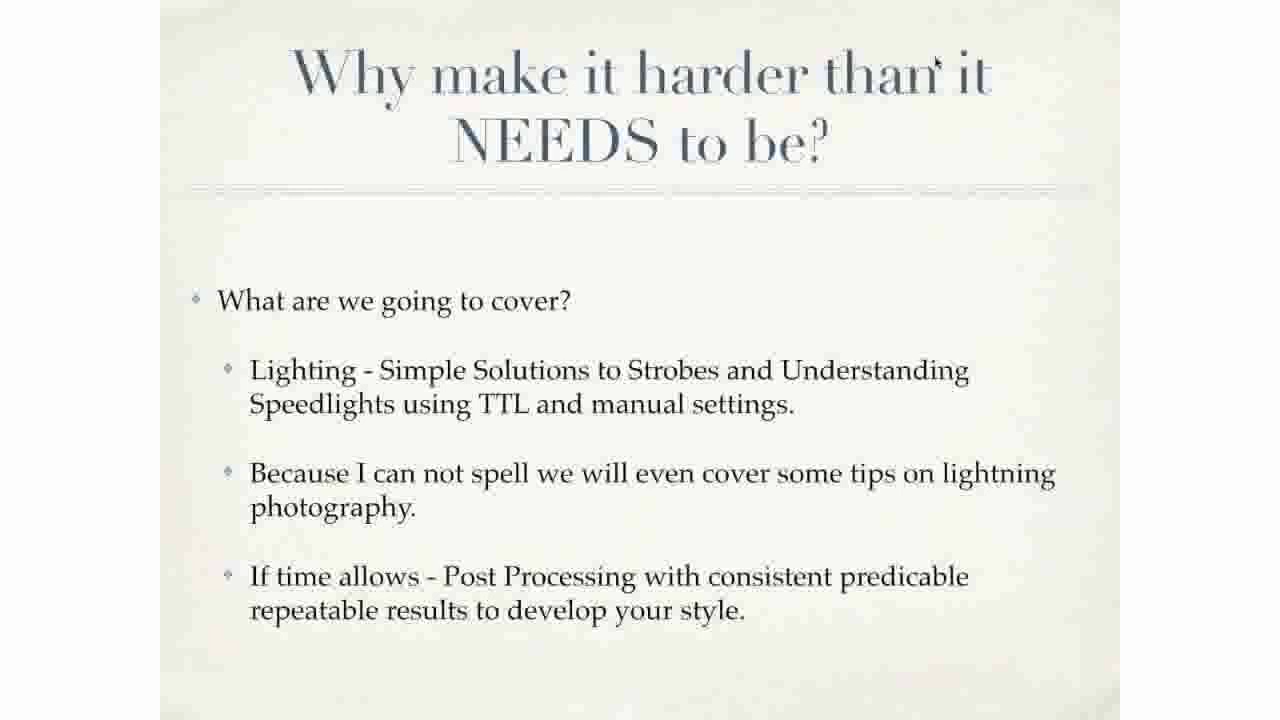 Why make it harder than it
NEEDS to be?
What are we going to cover?
Lighting - Simple Solutions to Strobes and Understanding
Speedlights using TTL and manual settings.
Because I can not spell we will even cover some tips on lightning
photography.
If time allows - Post Processing with consistent predicable
repeatable results to develop your style.